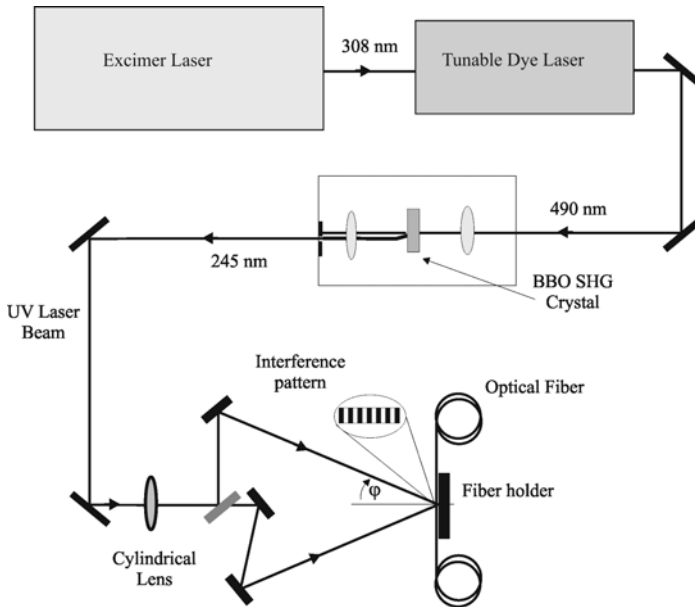 Excimer Laser
308 nm
Tunable Dye Laser
490 nm
245 nm
BBO SHG
Crystal
UV Laser
Beam
Interference
pattern
Optical Fiber
φ
Fiber holder
Cylindrical
Lens